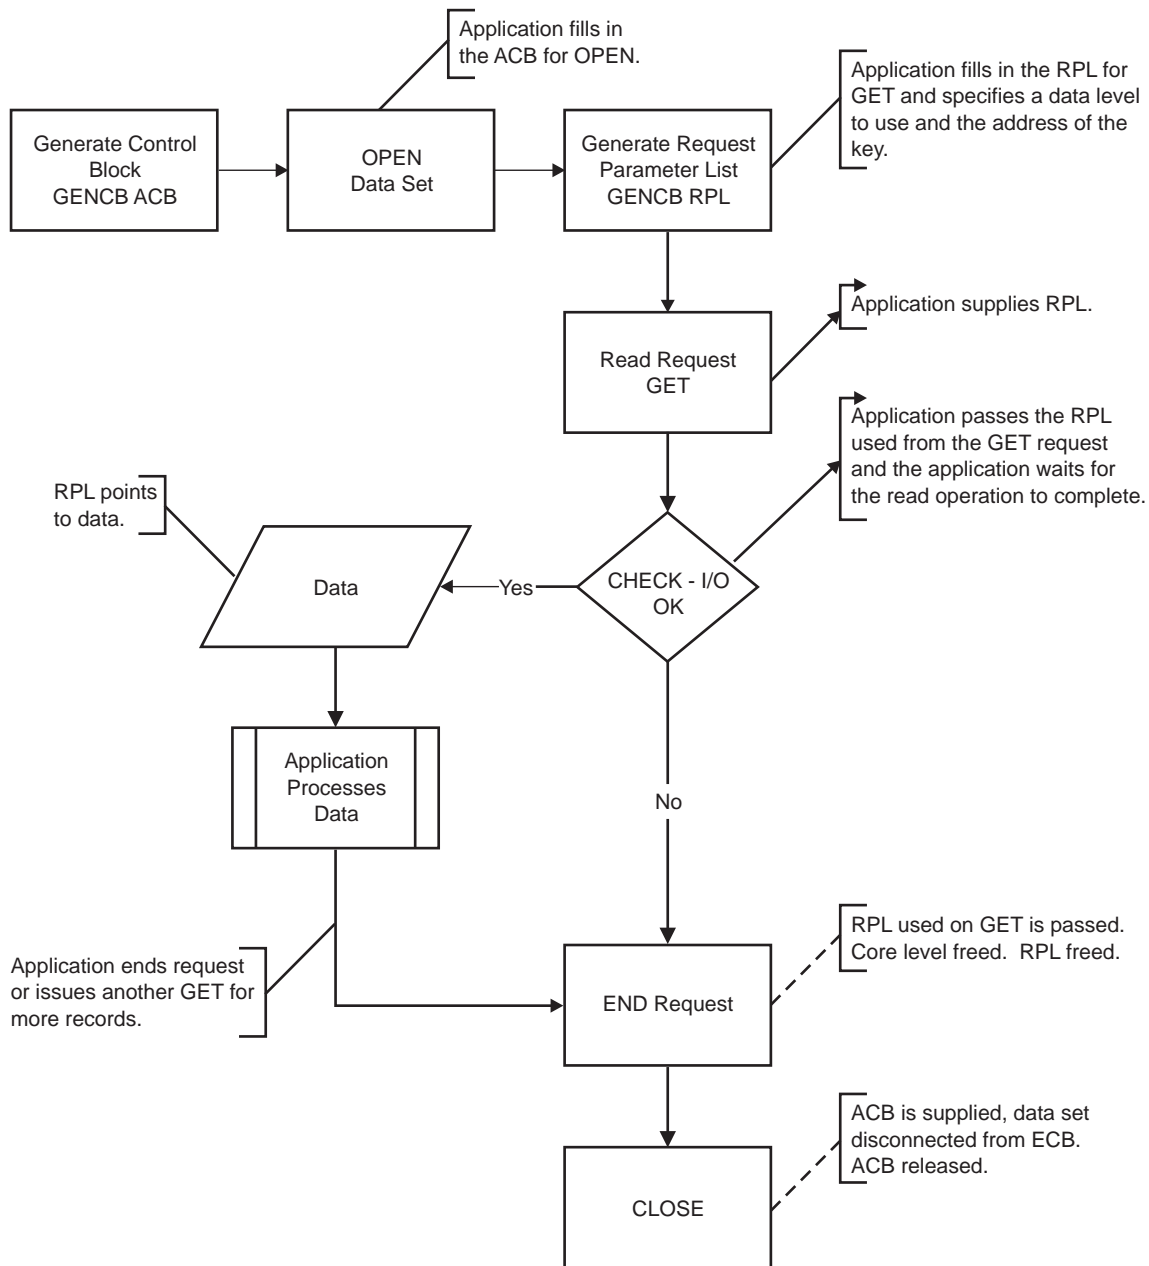 Application fills in
the ACB for OPEN.
Application fills in the RPL for
GET and specifies a data level
to use and the address of the
key.
Generate Control
Block
GENCB ACB
OPEN
Data Set
Generate Request
Parameter List
GENCB RPL
Application supplies RPL.
Read Request
GET
Application passes the RPL
used from the GET request
and the application waits for
the read operation to complete.
RPL points
to data.
Data
Yes
CHECK - I/O
OK
Application
Processes
Data
No
Application ends request
or issues another GET for
more records.
END Request
RPL used on GET is passed.
Core level freed.  RPL freed.
ACB is supplied, data set
disconnected from ECB.
ACB released.
CLOSE